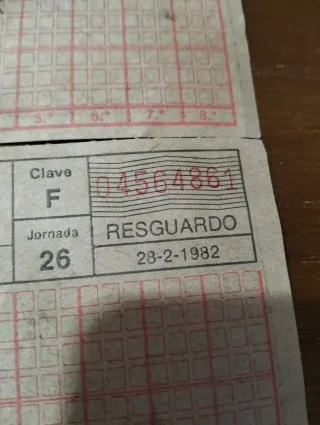 5.ª 6.ª 7.ª 8.ª
Clave
F
04564861
Jornada
26
RESGUARDO
28-2-1982